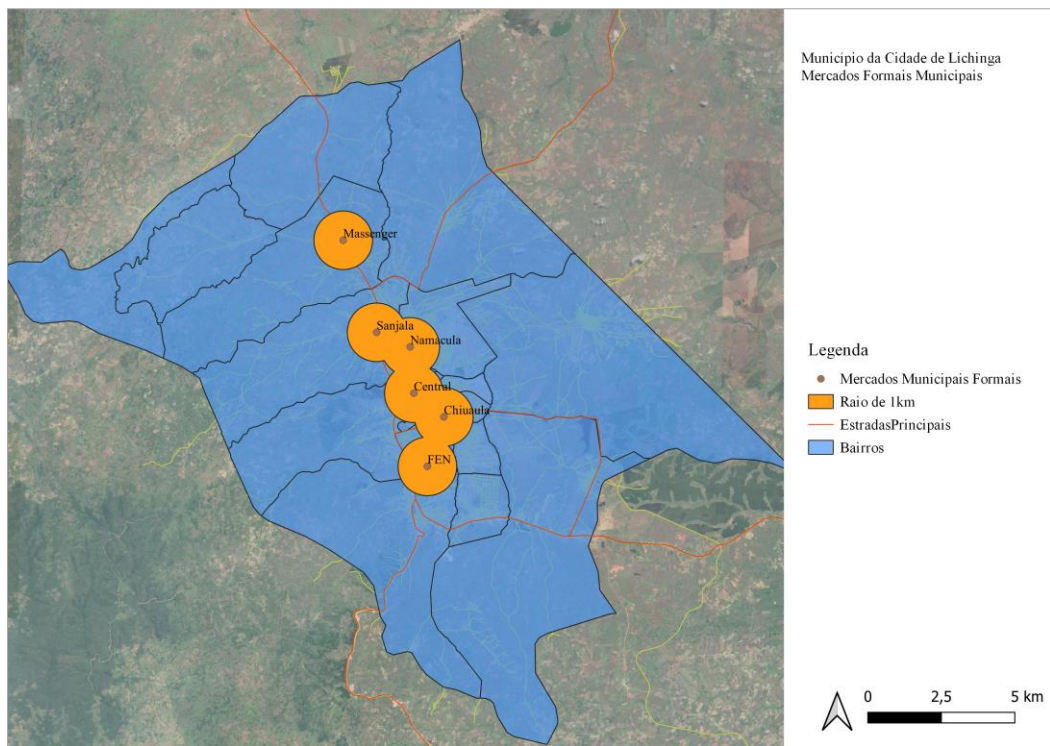 Municipio da Cidade de Lichinga
Mercados Formais Municipais
Massenger
Sanjala
Namacula
Central
Chiuaula
FEN
Legenda
Mercados Municipais Formais
Raio de 1km
EstradasPrincipais
Bairros
0 2,5 5 km